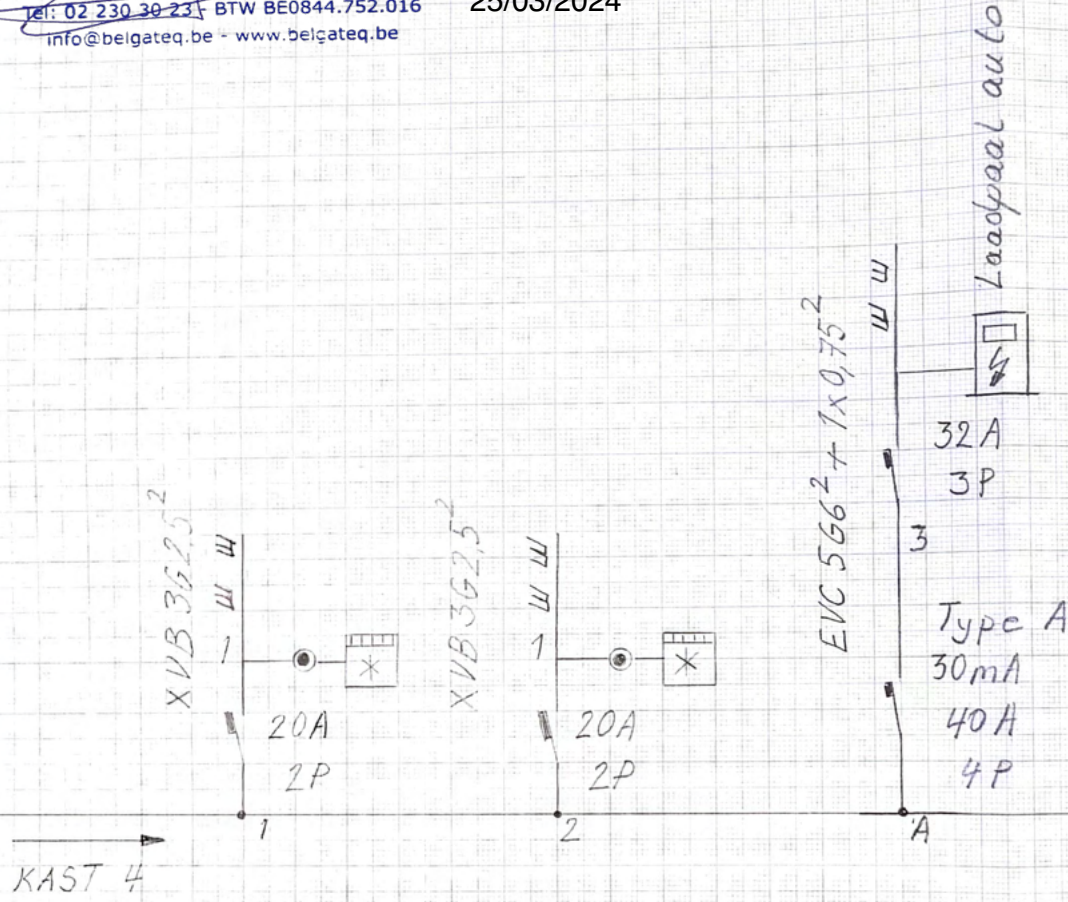 Tel: 02 230 30 23 - BTW BE0844.752.016
info@belgateq.be - www.belgateq.be
25/03/2024
Laadpaal auto
EVC 5G6² + 1x0,75²
32A
3P
3
Type A
30mA
40A
4P
A
XVB 3G2.5²
1
20A
2P
1
XVB 3G2,5²
1
20A
2P
2
KAST 4